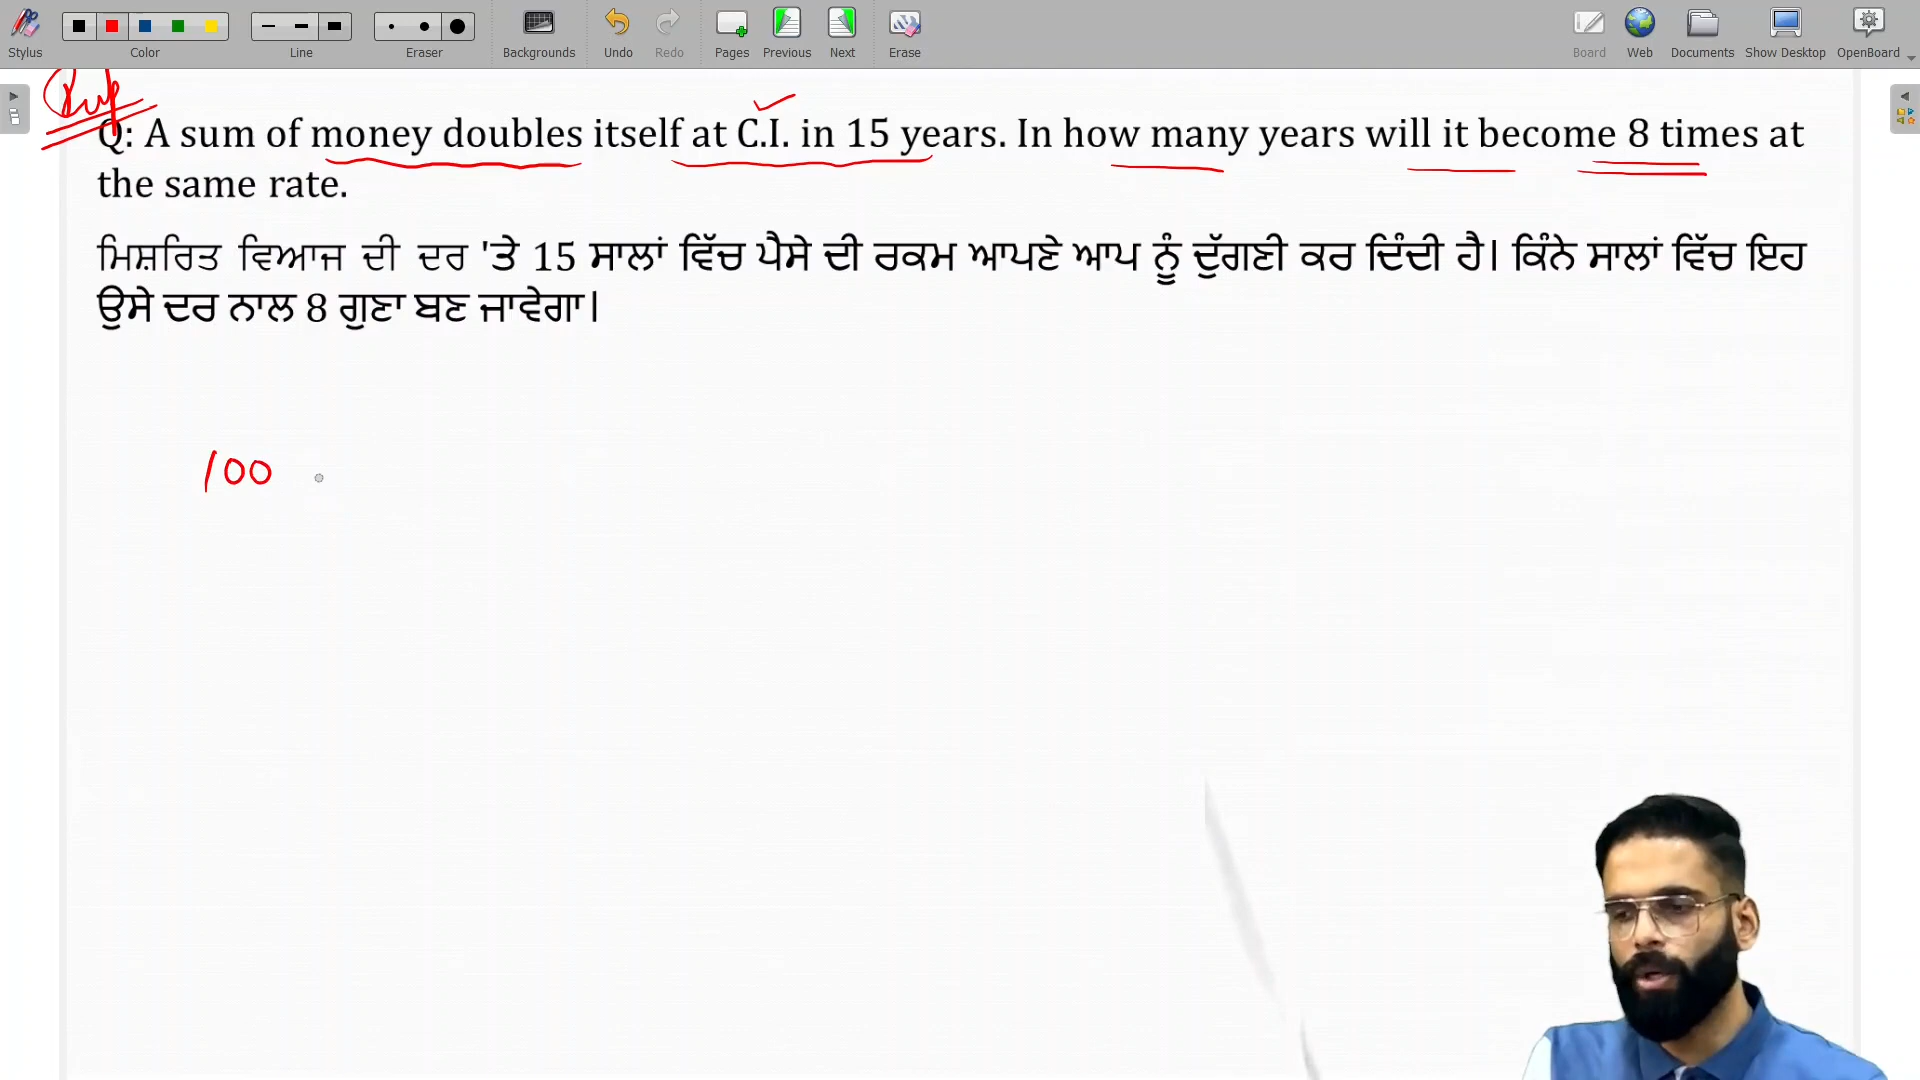 Stylus
Color
Line
Eraser
Backgrounds
Undo
Redo
Pages
Previous
Next
Erase
Board
Web
Documents
Show Desktop
OpenBoard
Q: A sum of money doubles itself at C.I. in 15 years. In how many years will it become 8 times at
the same rate.
ਮਿਸ਼ਰਿਤ ਵਿਆਜ ਦੀ ਦਰ 'ਤੇ 15 ਸਾਲਾਂ ਵਿੱਚ ਪੈਸੇ ਦੀ ਰਕਮ ਆਪਣੇ ਆਪ ਨੂੰ ਦੁੱਗਣੀ ਕਰ ਦਿੰਦੀ ਹੈ। ਕਿੰਨੇ ਸਾਲਾਂ ਵਿੱਚ ਇਹ
ਉਸੇ ਦਰ ਨਾਲ 8 ਗੁਣਾ ਬਣ ਜਾਵੇਗਾ।
100